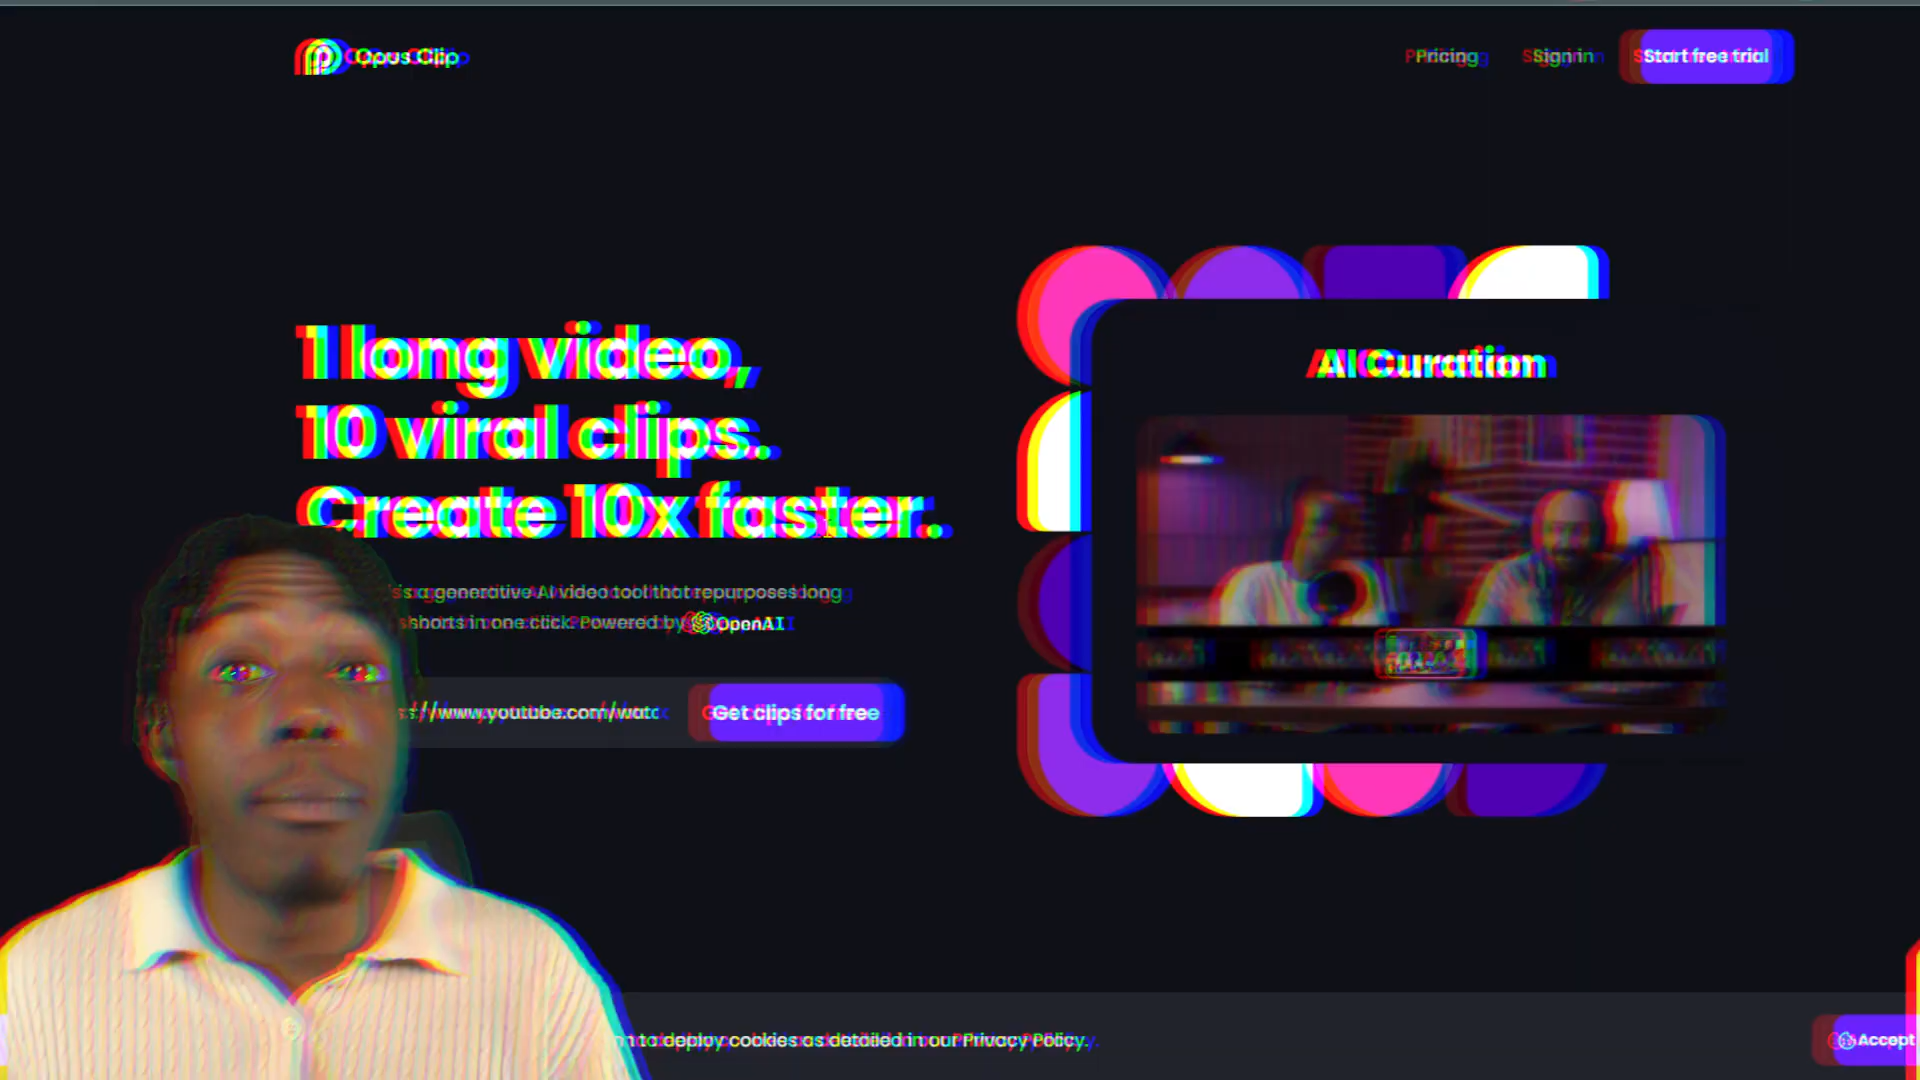 Opus Clip
Pricing
Sign in
Start free trial
1 long video,
10 viral clips.
Create 10x faster.
AI Curation
is a generative AI video tool that repurposes long
shorts in one click. Powered by OpenAI
s://www.youtube.com/watc
Get clips for free
to deploy cookies as detailed in our Privacy Policy.
Accept